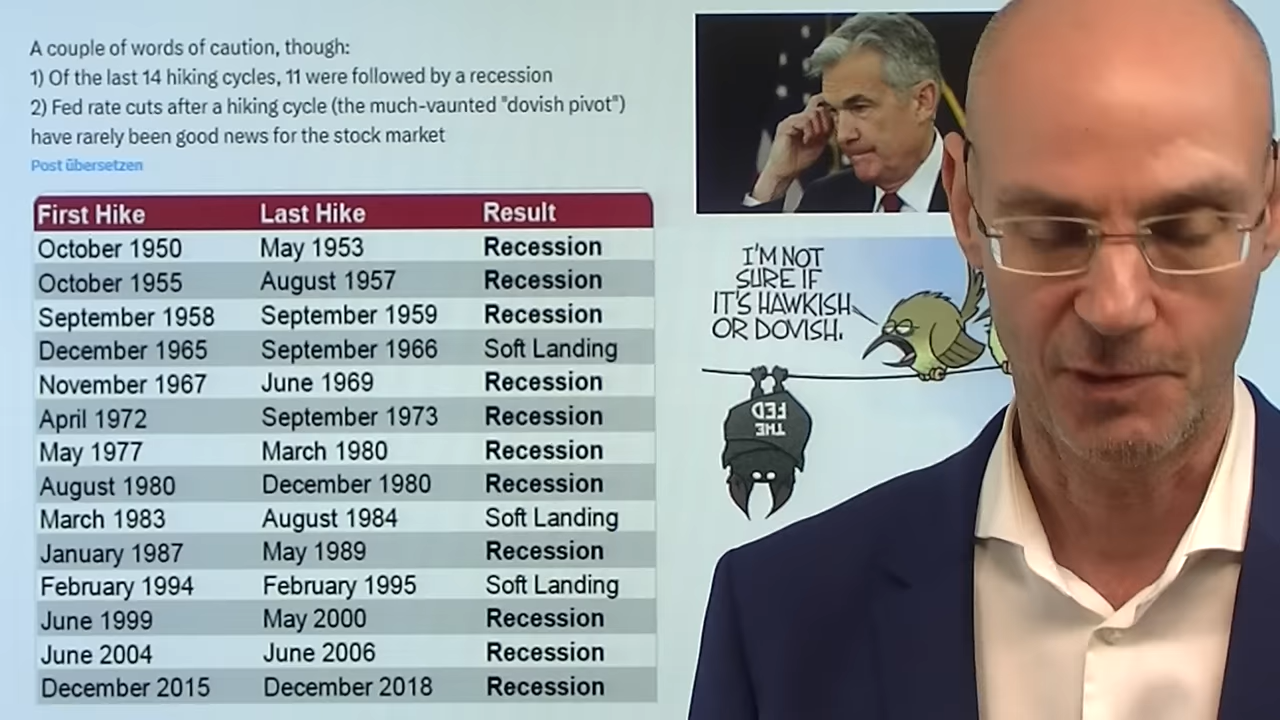 A couple of words of caution, though:
1) Of the last 14 hiking cycles, 11 were followed by a recession
2) Fed rate cuts after a hiking cycle (the much-vaunted "dovish pivot")
have rarely been good news for the stock market
Post übersetzen
First Hike Last Hike Result
October 1950 May 1953 Recession
October 1955 August 1957 Recession
September 1958 September 1959 Recession
December 1965 September 1966 Soft Landing
November 1967 June 1969 Recession
April 1972 September 1973 Recession
May 1977 March 1980 Recession
August 1980 December 1980 Recession
March 1983 August 1984 Soft Landing
January 1987 May 1989 Recession
February 1994 February 1995 Soft Landing
June 1999 May 2000 Recession
June 2004 June 2006 Recession
December 2015 December 2018 Recession
I'M NOT
SURE IF
IT'S HAWKISH
OR DOVISH.
THE
FED